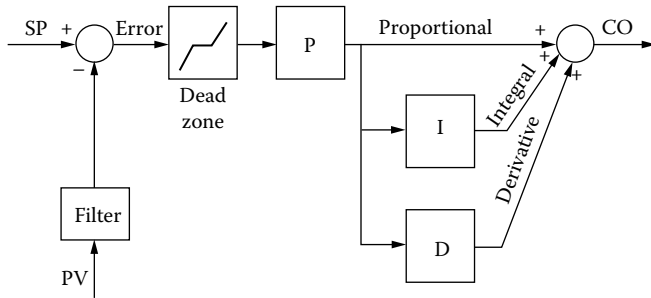 SP
+
Error
−
Dead
zone
P
Proportional
+
+
+
CO
I
Integral
D
Derivative
Filter
PV